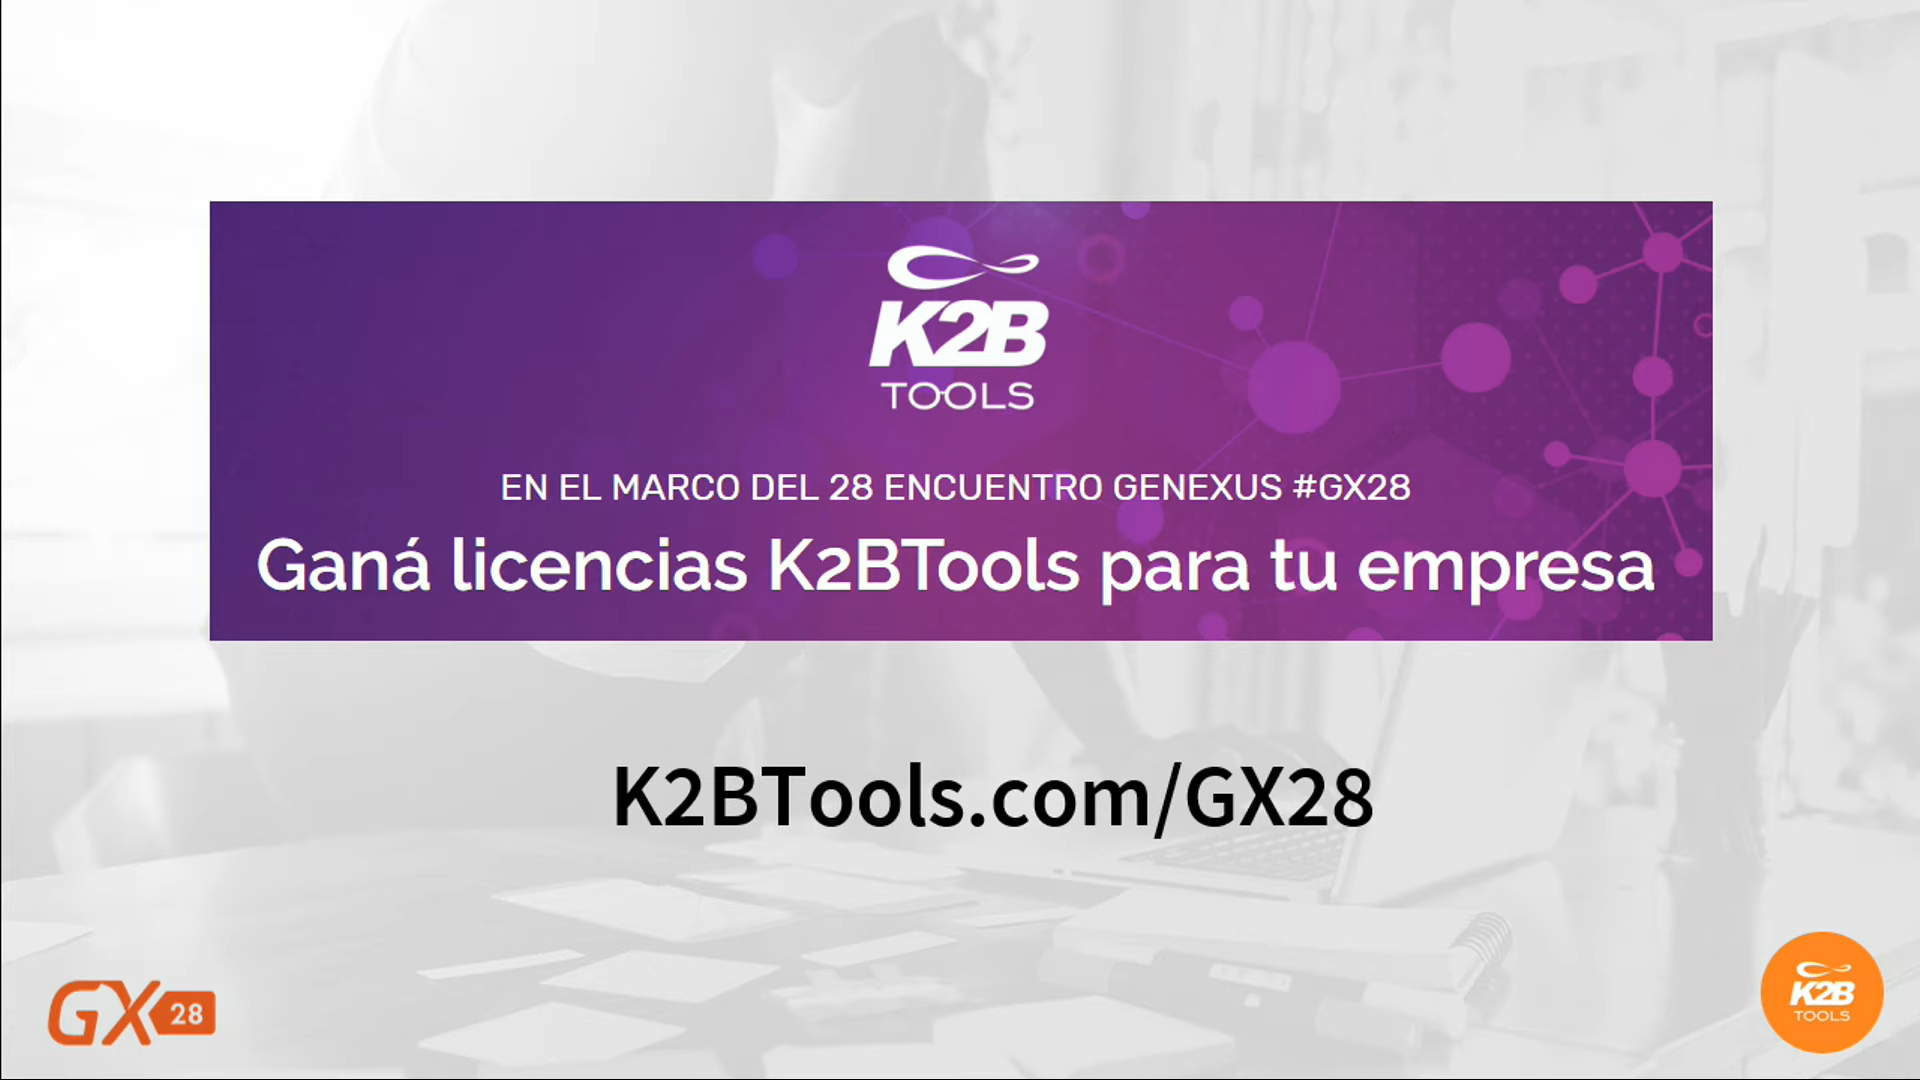 K2B
TOOLS
EN EL MARCO DEL 28 ENCUENTRO GENEXUS #GX28
Ganá licencias K2BTools para tu empresa
K2BTools.com/GX28
GX 28
K2B
TOOLS